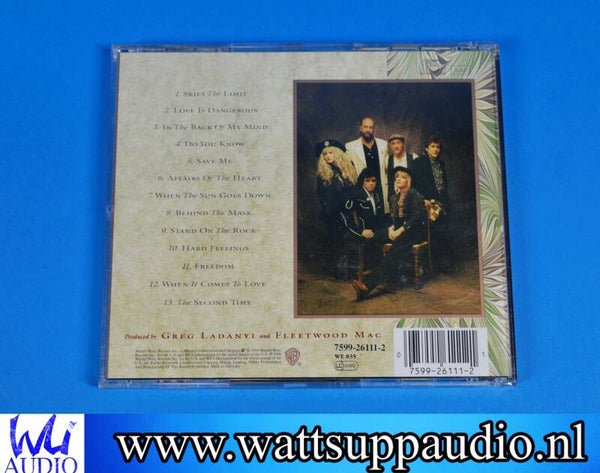 1. Skies The Limit
2. Love Is Dangerous
3. In The Back Of My Mind
4. Do You Know
5. Save Me
6. Affairs Of The Heart
7. When The Sun Goes Down
8. Behind The Mask
9. Stand On The Rock
10. Hard Feelings
11. Freedom
12. When It Comes To Love
13. The Second Time
Produced by Greg Ladanyi and Fleetwood Mac
7599-26111-2
WE 835
7599-26111-2
WU
AUDIO
www.wattsuppaudio.nl